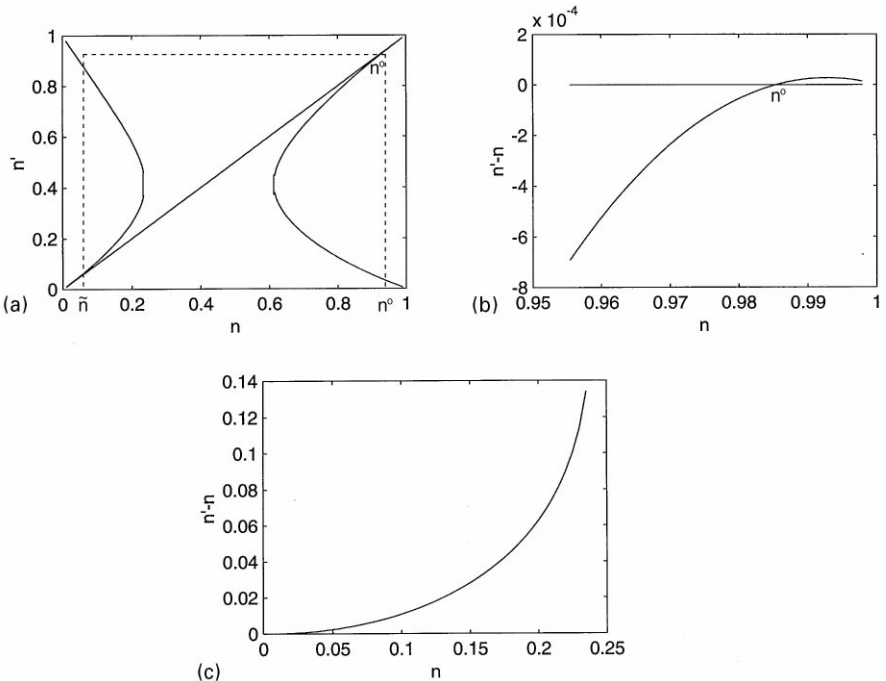 1
0.8
0.6
0.4
0.2
0
n'
n°
0 ñ 0.2 0.4 0.6 0.8 n° 1
n
(a)
x 10⁻⁴
2
0
-2
-4
-6
-8
n'-n
n°
0.95 0.96 0.97 0.98 0.99 1
n
(b)
0.14
0.12
0.1
0.08
0.06
0.04
0.02
0
n'-n
0 0.05 0.1 0.15 0.2 0.25
n
(c)